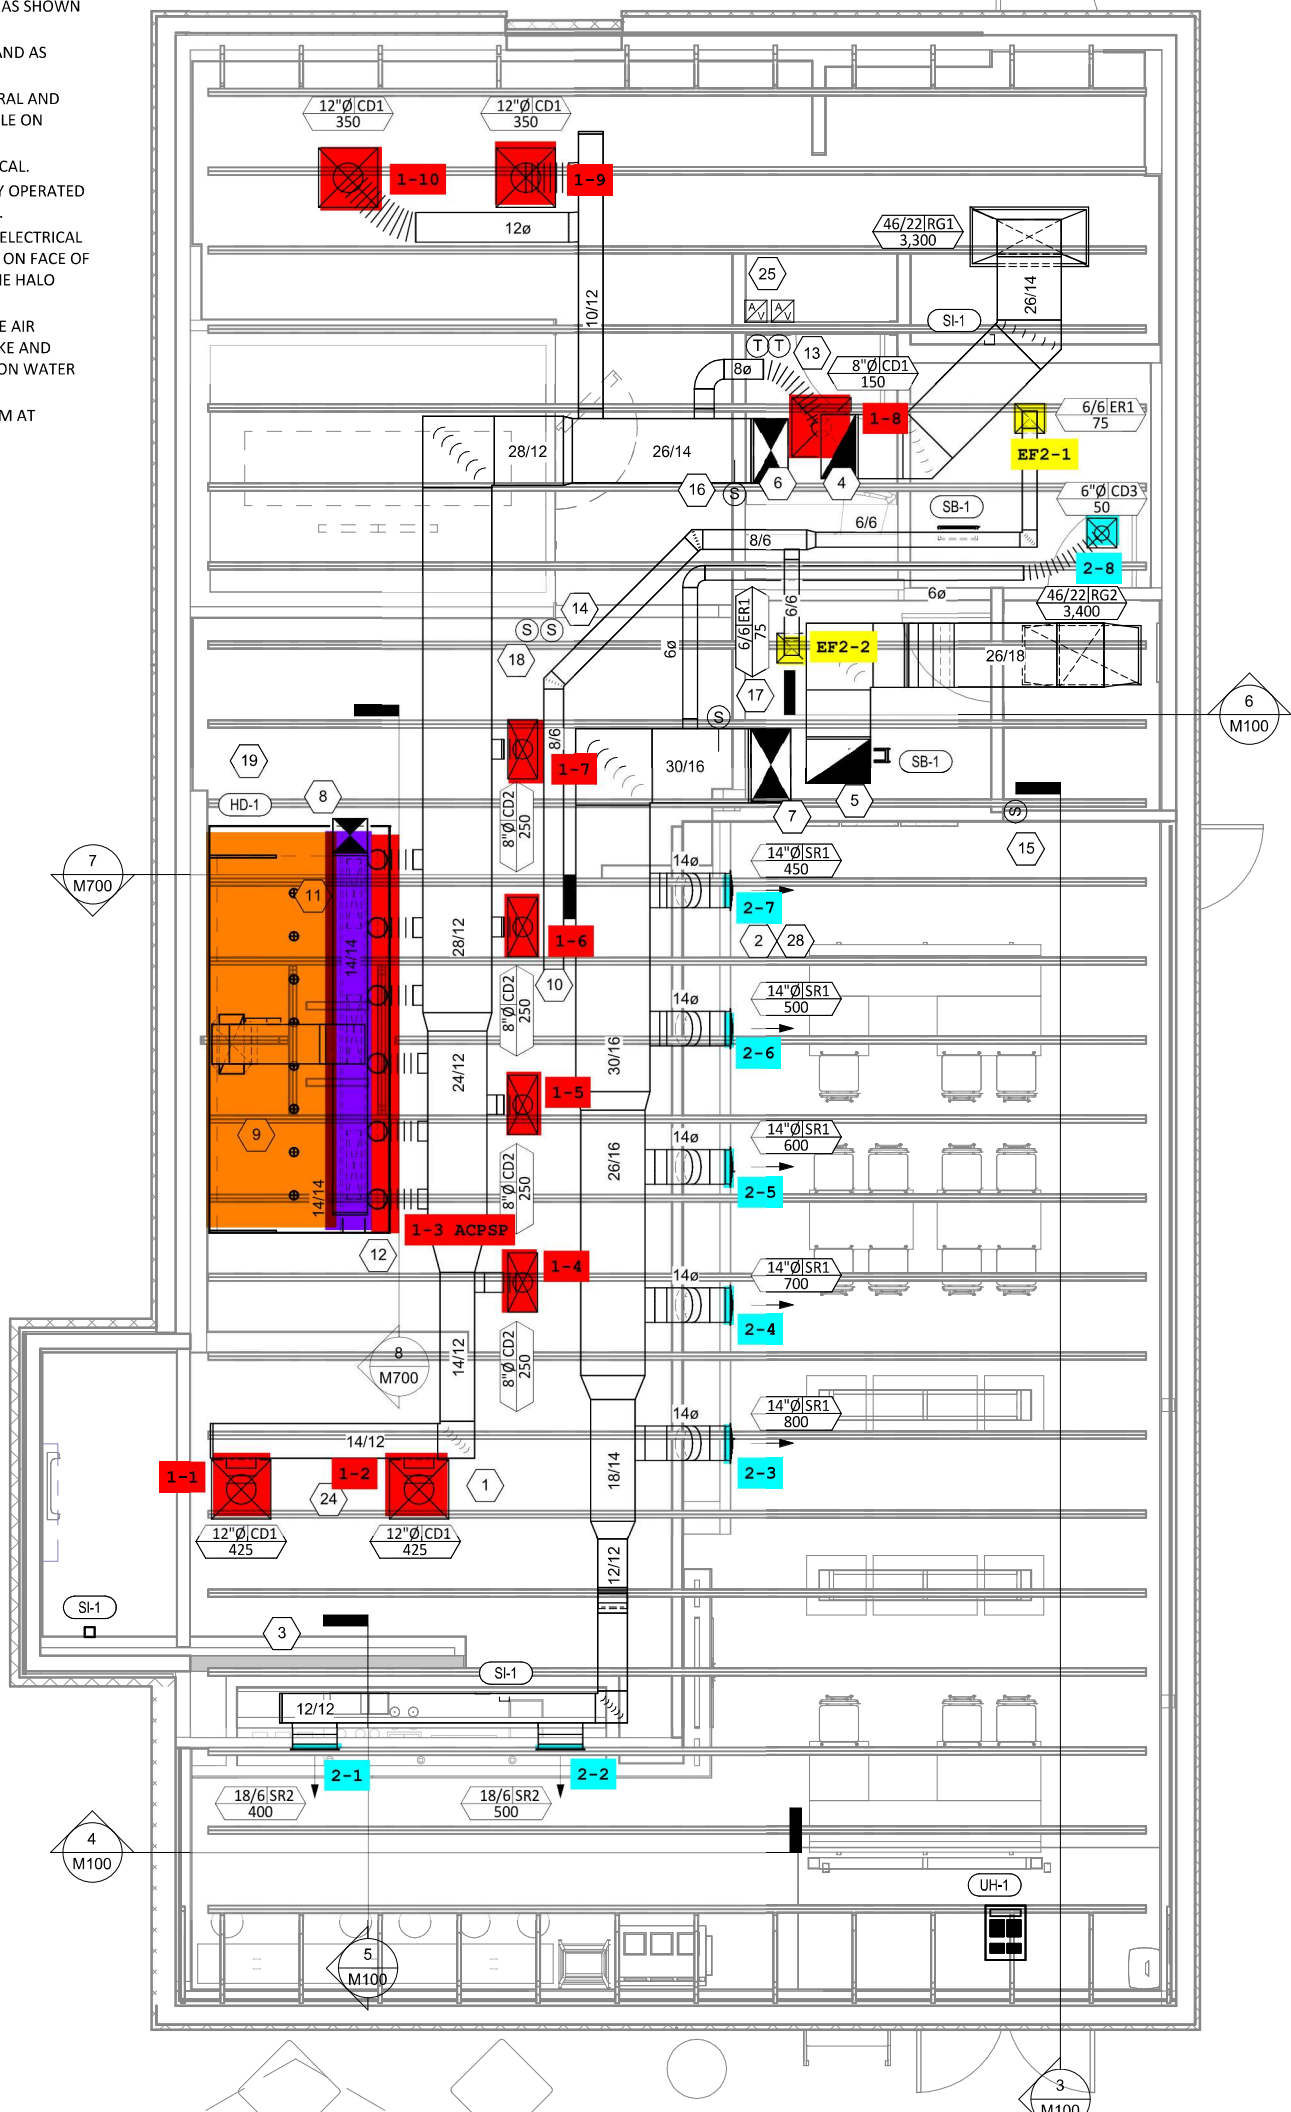 AS SHOWN
AND AS
RAL AND
LE ON
CAL.
Y OPERATED
ELECTRICAL
ON FACE OF
HE HALO
E AIR
KE AND
ON WATER
M AT
12"Ø CD1
350
12"Ø CD1
350
1-10
1-9
12ø
10/12
46/22 RG1
3,300
25
A/V
A/V
26/14
SI-1
T T
13
8ø
8"Ø CD1
150
1-8
6/6 ER1
75
EF2-1
28/12
26/14
16
S
6
4
6"Ø CD3
50
SB-1
6/6
8/6
2-8
6ø
46/22 RG2
3,400
14
S S
18
6ø
6/6 ER1
75
6/6
EF2-2
26/18
17
S
6
M100
8/6
1-7
30/16
19
HD-1
8
8"Ø CD2
250
SB-1
5
7
S
15
7
M700
11
14/14
28/12
1-6
14ø
14"Ø SR1
450
2-7
2
28
10
8"Ø CD2
250
14ø
14"Ø SR1
500
2-6
30/16
24/12
1-5
9
14/14
8"Ø CD2
250
26/16
14ø
14"Ø SR1
600
2-5
1-3 ACPSP
12
1-4
14ø
14"Ø SR1
700
2-4
8
M700
14/12
8"Ø CD2
250
14ø
14"Ø SR1
800
2-3
14/12
1-1
1-2
24
1
18/14
12"Ø CD1
425
12"Ø CD1
425
12/12
SI-1
3
SI-1
12/12
2-1
2-2
18/6 SR2
400
18/6 SR2
500
4
M100
UH-1
5
M100
3
M100